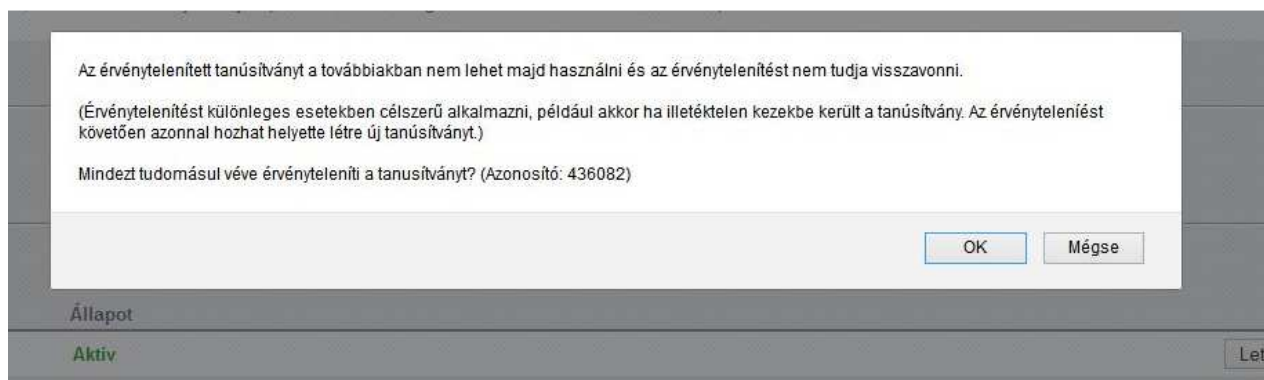 Az érvénytelenített tanúsítványt a továbbiakban nem lehet majd használni és az érvénytelenítést nem tudja visszavonni.
(Érvénytelenítést különleges esetekben célszerű alkalmazni, például akkor ha illetéktelen kezekbe került a tanúsítvány. Az érvényteleníést
követően azonnal hozhat helyette létre új tanúsítványt.)
Mindezt tudomásul véve érvényteleníti a tanusítványt? (Azonosító: 436082)
OK Mégse
Állapot
Aktív